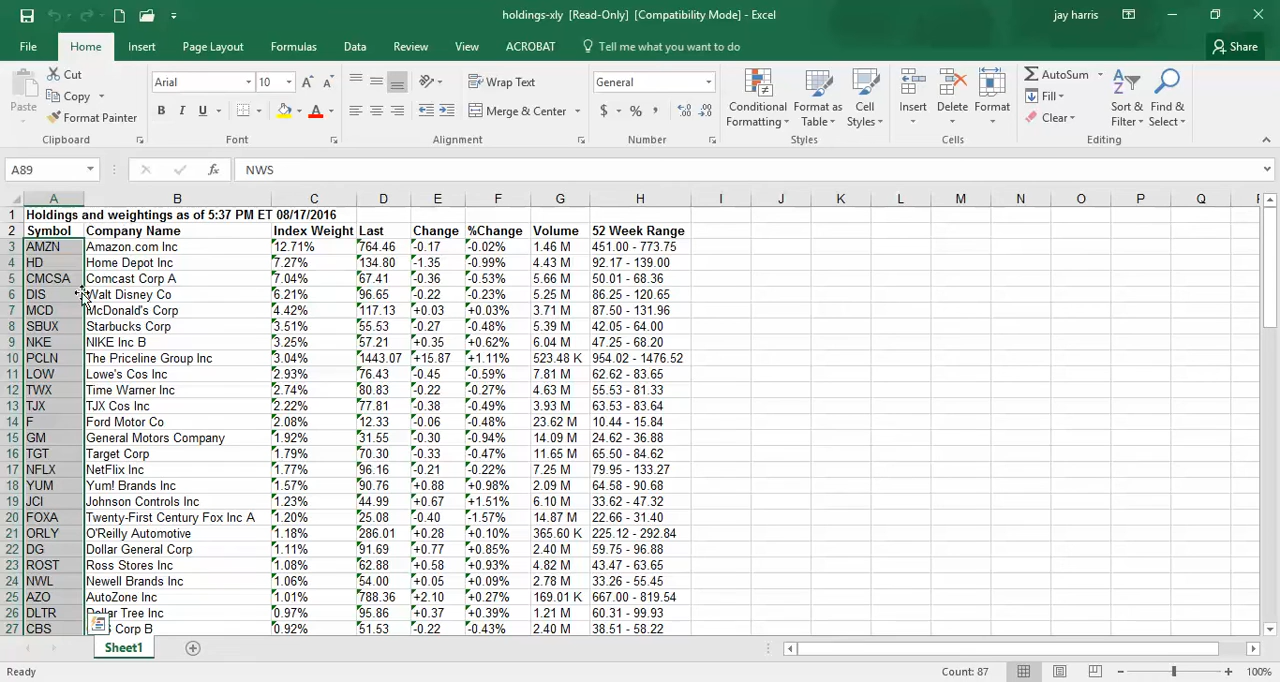 holdings-xly [Read-Only] [Compatibility Mode] - Excel
jay harris
File Home Insert Page Layout Formulas Data Review View ACROBAT Tell me what you want to do Share
Paste Cut Copy Format Painter Clipboard
Arial 10 A A B I U A Font
Wrap Text Merge & Center Alignment
General $ % , Number
Conditional Formatting Format as Table Cell Styles Styles
Insert Delete Format Cells
AutoSum Fill Clear Sort & Filter Find & Select Editing
A89 fx NWS
A B C D E F G H I J K L M N O P Q
1 Holdings and weightings as of 5:37 PM ET 08/17/2016
2 Symbol Company Name Index Weight Last Change %Change Volume 52 Week Range
3 AMZN Amazon.com Inc 12.71% 764.46 -0.17 -0.02% 1.46 M 451.00 - 773.75
4 HD Home Depot Inc 7.27% 134.80 -1.35 -0.99% 4.43 M 92.17 - 139.00
5 CMCSA Comcast Corp A 7.04% 67.41 -0.36 -0.53% 5.66 M 50.01 - 68.36
6 DIS Walt Disney Co 6.21% 96.65 -0.22 -0.23% 5.25 M 86.25 - 120.65
7 MCD McDonald's Corp 4.42% 117.13 +0.03 +0.03% 3.71 M 87.50 - 131.96
8 SBUX Starbucks Corp 3.51% 55.53 -0.27 -0.48% 5.39 M 42.05 - 64.00
9 NKE NIKE Inc B 3.25% 57.21 +0.35 +0.62% 6.04 M 47.25 - 68.20
10 PCLN The Priceline Group Inc 3.04% 1443.07 +15.87 +1.11% 523.48 K 954.02 - 1476.52
11 LOW Lowe's Cos Inc 2.93% 76.43 -0.45 -0.59% 7.81 M 62.62 - 83.65
12 TWX Time Warner Inc 2.74% 80.83 -0.22 -0.27% 4.63 M 55.53 - 81.33
13 TJX TJX Cos Inc 2.22% 77.81 -0.38 -0.49% 3.93 M 63.53 - 83.64
14 F Ford Motor Co 2.08% 12.33 -0.06 -0.48% 23.62 M 10.44 - 15.84
15 GM General Motors Company 1.92% 31.55 -0.30 -0.94% 14.09 M 24.62 - 36.88
16 TGT Target Corp 1.79% 70.30 -0.33 -0.47% 11.65 M 65.50 - 84.62
17 NFLX NetFlix Inc 1.77% 96.16 -0.21 -0.22% 7.25 M 79.95 - 133.27
18 YUM Yum! Brands Inc 1.57% 90.76 +0.88 +0.98% 2.09 M 64.58 - 90.68
19 JCI Johnson Controls Inc 1.23% 44.99 +0.67 +1.51% 6.10 M 33.62 - 47.32
20 FOXA Twenty-First Century Fox Inc A 1.20% 25.08 -0.40 -1.57% 14.87 M 22.66 - 31.40
21 ORLY O'Reilly Automotive 1.18% 286.01 +0.28 +0.10% 365.60 K 225.12 - 292.84
22 DG Dollar General Corp 1.11% 91.69 +0.77 +0.85% 2.40 M 59.75 - 96.88
23 ROST Ross Stores Inc 1.08% 62.88 +0.58 +0.93% 4.82 M 43.47 - 63.65
24 NWL Newell Brands Inc 1.06% 54.00 +0.05 +0.09% 2.78 M 33.26 - 55.45
25 AZO AutoZone Inc 1.01% 788.36 +2.10 +0.27% 169.01 K 667.00 - 819.54
26 DLTR Dollar Tree Inc 0.97% 95.86 +0.37 +0.39% 1.21 M 60.31 - 99.93
27 CBS Corp B 0.92% 51.53 -0.22 -0.43% 2.40 M 38.51 - 58.22
Sheet1
Ready Count: 87 100%